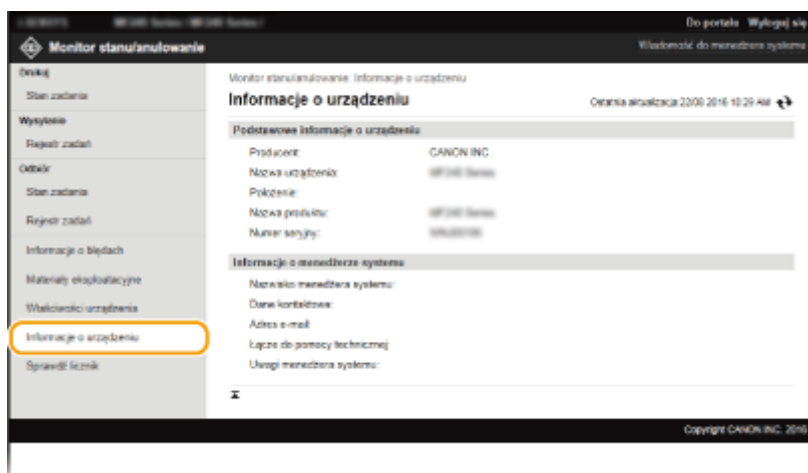 Do portalu Wyloguj się
Monitor stanu/anulowanie
Wiadomość do menedżera systemu
Drukuj
Stan zadania
Wysyłanie
Rejestr zadań
Odbiór
Stan zadania
Rejestr zadań
Informacje o błędach
Materiały eksploatacyjne
Właściwości urządzenia
Informacje o urządzeniu
Sprawdź licznik
Monitor stanu/anulowanie: Informacje o urządzeniu
Informacje o urządzeniu
Ostatnia aktualizacja:22/08 2016 10:29 AM
Podstawowe informacje o urządzeniu
Producent: CANON INC.
Nazwa urządzenia:
Położenie:
Nazwa produktu:
Numer seryjny:
Informacje o menedżerze systemu
Nazwisko menedżera systemu:
Dane kontaktowe:
Adres e-mail:
Łącze do pomocy technicznej:
Uwagi menedżera systemu:
Copyright CANON INC. 2016